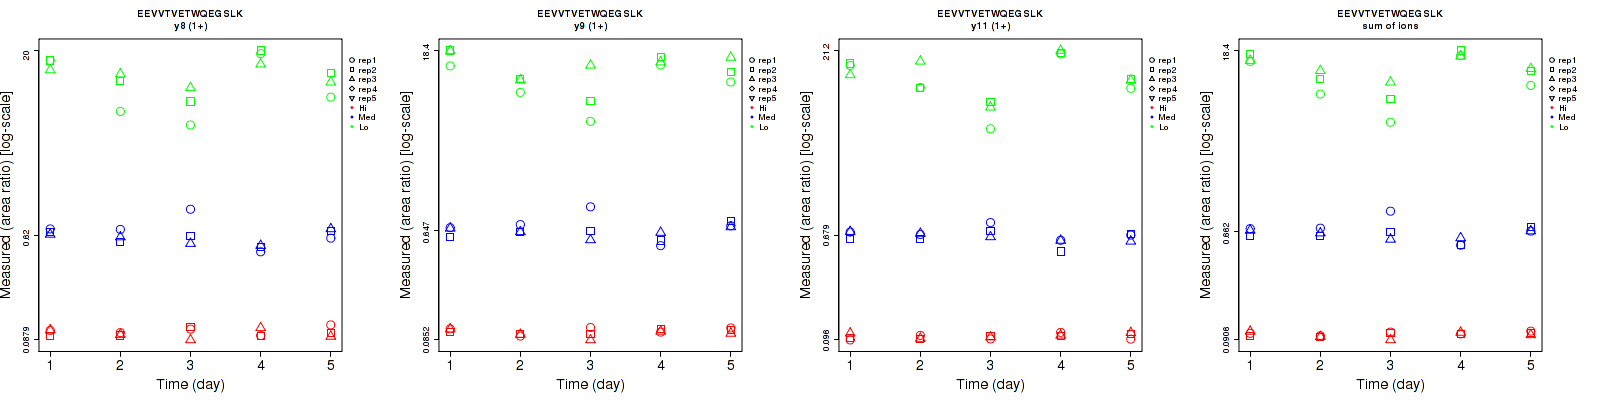 EEVVTVETWQEGSLK
y8 (1+)
Measured (area ratio) [log-scale]
20
0.62
0.0879
1 2 3 4 5
Time (day)
rep1
rep2
rep3
rep4
rep5
Hi
Med
Lo
EEVVTVETWQEGSLK
y9 (1+)
Measured (area ratio) [log-scale]
18.4
0.647
0.0852
1 2 3 4 5
Time (day)
rep1
rep2
rep3
rep4
rep5
Hi
Med
Lo
EEVVTVETWQEGSLK
y11 (1+)
Measured (area ratio) [log-scale]
21.2
0.679
0.096
1 2 3 4 5
Time (day)
rep1
rep2
rep3
rep4
rep5
Hi
Med
Lo
EEVVTVETWQEGSLK
sum of ions
Measured (area ratio) [log-scale]
18.4
0.662
0.0906
1 2 3 4 5
Time (day)
rep1
rep2
rep3
rep4
rep5
Hi
Med
Lo